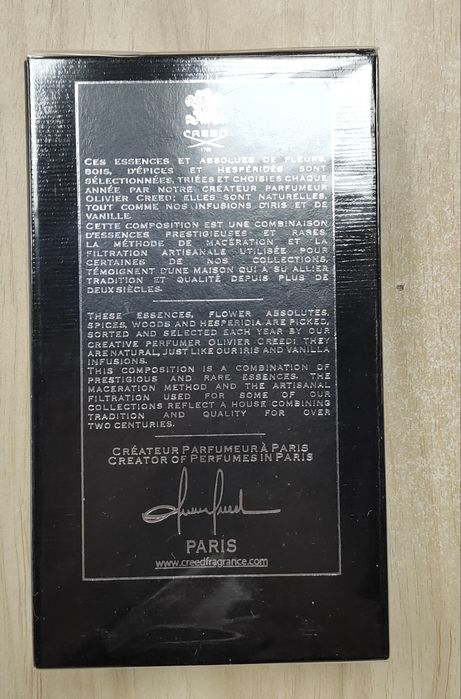 CREED
1760
CES ESSENCES ET ABSOLUES DE FLEURS,
BOIS, D'ÉPICES ET HESPÉRIDÉS SONT
SÉLECTIONNÉES, TRIÉES ET CHOISIES CHAQUE
ANNÉE PAR NOTRE CRÉATEUR PARFUMEUR
OLIVIER CREED; ELLES SONT NATURELLES,
TOUT COMME NOS INFUSIONS D'IRIS ET DE
VANILLE.
CETTE COMPOSITION EST UNE COMBINAISON
D'ESSENCES PRESTIGIEUSES ET RARES.
LA MÉTHODE DE MACÉRATION ET LA
FILTRATION ARTISANALE UTILISÉE POUR
CERTAINES DE NOS COLLECTIONS,
TÉMOIGNENT D'UNE MAISON QUI A SU ALLIER
TRADITION ET QUALITÉ DEPUIS PLUS DE
DEUX SIÈCLES.
THESE ESSENCES, FLOWER ABSOLUTES,
SPICES, WOODS AND HESPERIDIA ARE PICKED,
SORTED AND SELECTED EACH YEAR BY OUR
CREATIVE PERFUMER OLIVIER CREED; THEY
ARE NATURAL, JUST LIKE OUR IRIS AND VANILLA
INFUSIONS.
THIS COMPOSITION IS A COMBINATION OF
PRESTIGIOUS AND RARE ESSENCES. THE
MACERATION METHOD AND THE ARTISANAL
FILTRATION USED FOR SOME OF OUR
COLLECTIONS REFLECT A HOUSE COMBINING
TRADITION AND QUALITY FOR OVER
TWO CENTURIES.
CRÉATEUR PARFUMEUR À PARIS
CREATOR OF PERFUMES IN PARIS
PARIS
www.creedfragrance.com